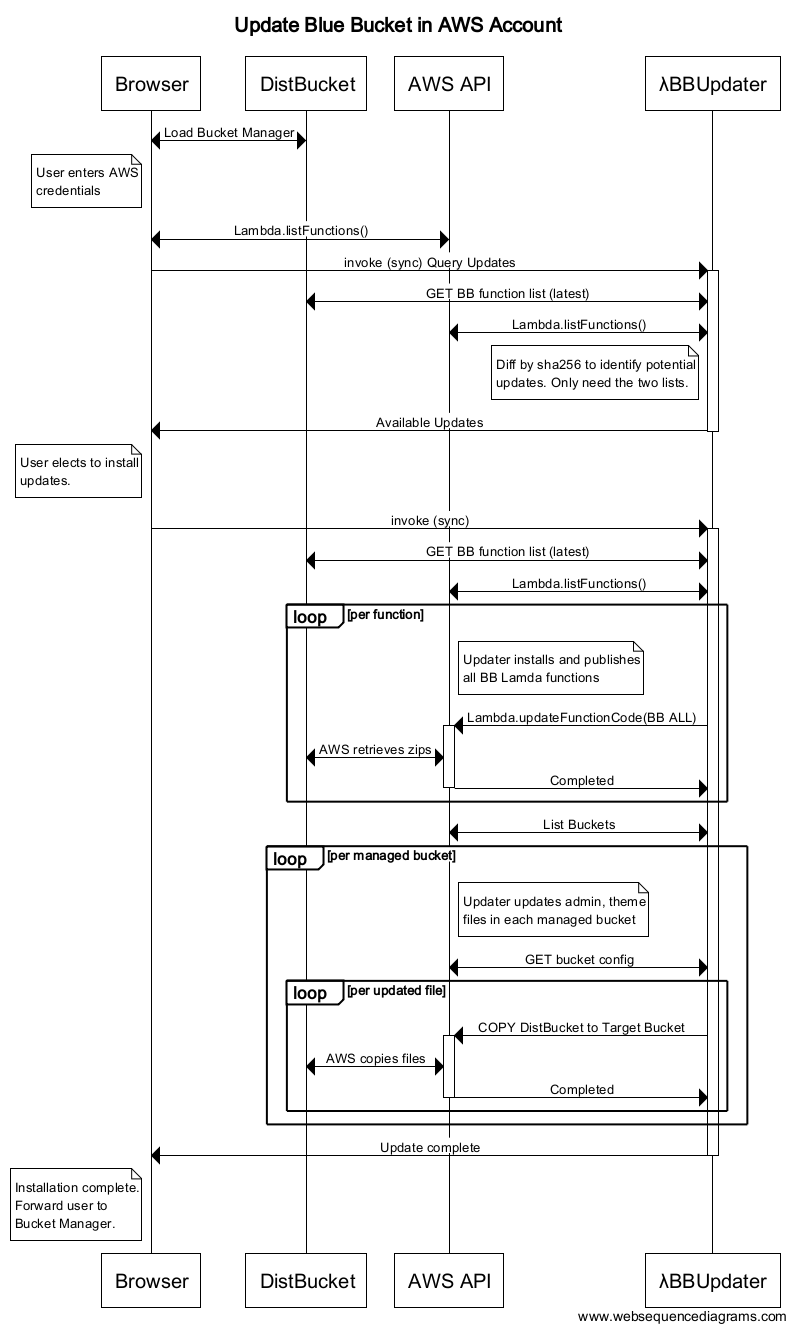 Update Blue Bucket in AWS Account
Browser
DistBucket
AWS API
λBBUpdater
Load Bucket Manager
User enters AWS
credentials
Lambda.listFunctions()
invoke (sync) Query Updates
GET BB function list (latest)
Lambda.listFunctions()
Diff by sha256 to identify potential
updates. Only need the two lists.
Available Updates
User elects to install
updates.
invoke (sync)
GET BB function list (latest)
Lambda.listFunctions()
loop [per function]
Updater installs and publishes
all BB Lamda functions
Lambda.updateFunctionCode(BB ALL)
AWS retrieves zips
Completed
List Buckets
loop [per managed bucket]
Updater updates admin, theme
files in each managed bucket
GET bucket config
loop [per updated file]
COPY DistBucket to Target Bucket
AWS copies files
Completed
Update complete
Installation complete.
Forward user to
Bucket Manager.
Browser
DistBucket
AWS API
λBBUpdater
www.websequencediagrams.com